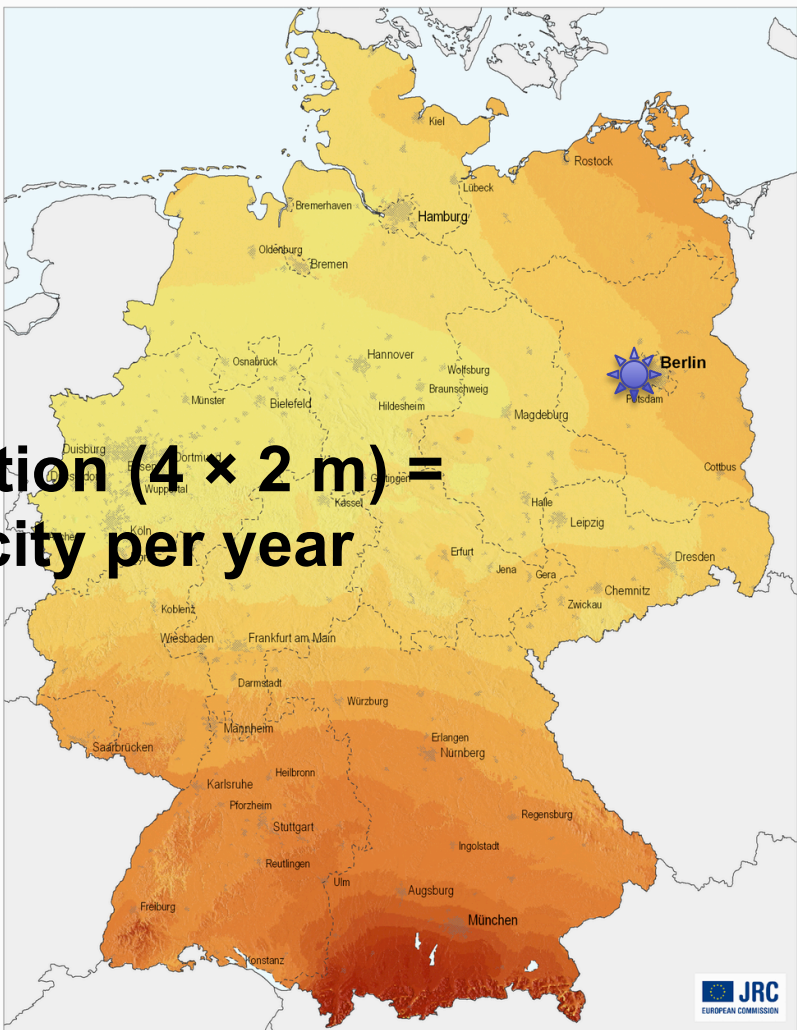 Kiel
Rostock
Lübeck
Bremerhaven
Hamburg
Oldenburg
Bremen
Hannover
Osnabrück
Berlin
Wolfsburg
Braunschweig
Potsdam
Münster
Bielefeld
Hildesheim
Magdeburg
Duisburg
Dortmund
tion (4 × 2 m) =
Cottbus
Wuppertal
Kassel
Halle
Leipzig
Köln
city per year
Erfurt
Jena
Gera
Dresden
Chemnitz
Zwickau
Koblenz
Wiesbaden
Frankfurt am Main
Darmstadt
Würzburg
Mannheim
Erlangen
Saarbrücken
Nürnberg
Heilbronn
Karlsruhe
Pforzheim
Regensburg
Stuttgart
Ingolstadt
Reutlingen
Ulm
Augsburg
Freiburg
München
Konstanz
JRC
EUROPEAN COMMISSION